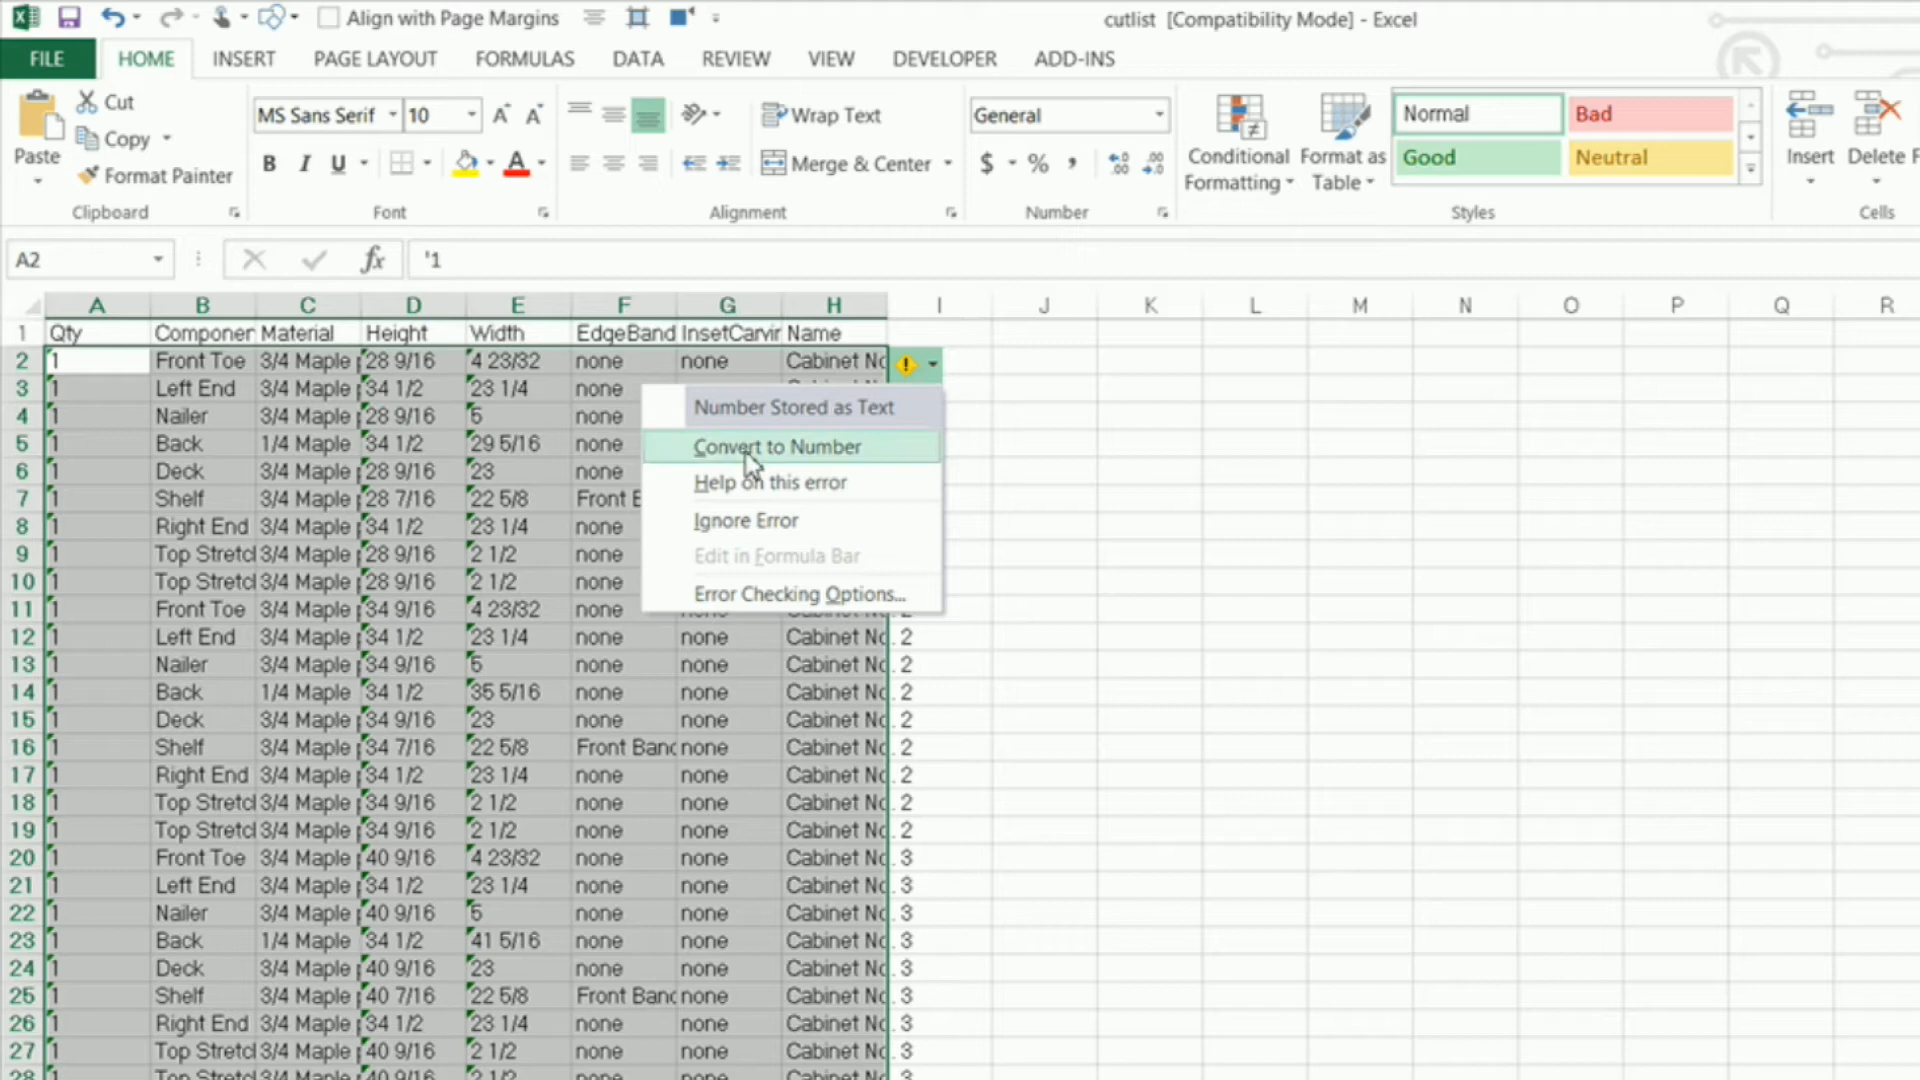 Align with Page Margins
cutlist [Compatibility Mode] - Excel
FILE HOME INSERT PAGE LAYOUT FORMULAS DATA REVIEW VIEW DEVELOPER ADD-INS
Paste
Cut
Copy
Format Painter
Clipboard
MS Sans Serif 10
B I U
Font
Wrap Text
Merge & Center
Alignment
General
$ % ,
Number
Conditional Formatting
Format as Table
Normal Bad
Good Neutral
Styles
Insert Delete
Cells
A2 fx '1
A B C D E F G H I J K L M N O P Q R
1 Qty Componer Material Height Width EdgeBand InsetCarvir Name
2 1 Front Toe 3/4 Maple 28 9/16 4 23/32 none none Cabinet No
3 1 Left End 3/4 Maple 34 1/2 23 1/4 none
4 1 Nailer 3/4 Maple 28 9/16 5 none
5 1 Back 1/4 Maple 34 1/2 29 5/16 none
6 1 Deck 3/4 Maple 28 9/16 23 none
7 1 Shelf 3/4 Maple 28 7/16 22 5/8 Front E
8 1 Right End 3/4 Maple 34 1/2 23 1/4 none
9 1 Top Stretc 3/4 Maple 28 9/16 2 1/2 none
10 1 Top Stretc 3/4 Maple 28 9/16 2 1/2 none
11 1 Front Toe 3/4 Maple 34 9/16 4 23/32 none
Number Stored as Text
Convert to Number
Help on this error
Ignore Error
Edit in Formula Bar
Error Checking Options...
12 1 Left End 3/4 Maple 34 1/2 23 1/4 none none Cabinet No. 2
13 1 Nailer 3/4 Maple 34 9/16 5 none none Cabinet No. 2
14 1 Back 1/4 Maple 34 1/2 35 5/16 none none Cabinet No. 2
15 1 Deck 3/4 Maple 34 9/16 23 none none Cabinet No. 2
16 1 Shelf 3/4 Maple 34 7/16 22 5/8 Front Banc none Cabinet No. 2
17 1 Right End 3/4 Maple 34 1/2 23 1/4 none none Cabinet No. 2
18 1 Top Stretc 3/4 Maple 34 9/16 2 1/2 none none Cabinet No. 2
19 1 Top Stretc 3/4 Maple 34 9/16 2 1/2 none none Cabinet No. 2
20 1 Front Toe 3/4 Maple 40 9/16 4 23/32 none none Cabinet No. 3
21 1 Left End 3/4 Maple 34 1/2 23 1/4 none none Cabinet No. 3
22 1 Nailer 3/4 Maple 40 9/16 5 none none Cabinet No. 3
23 1 Back 1/4 Maple 34 1/2 41 5/16 none none Cabinet No. 3
24 1 Deck 3/4 Maple 40 9/16 23 none none Cabinet No. 3
25 1 Shelf 3/4 Maple 40 7/16 22 5/8 Front Banc none Cabinet No. 3
26 1 Right End 3/4 Maple 34 1/2 23 1/4 none none Cabinet No. 3
27 1 Top Stretc 3/4 Maple 40 9/16 2 1/2 none none Cabinet No. 3